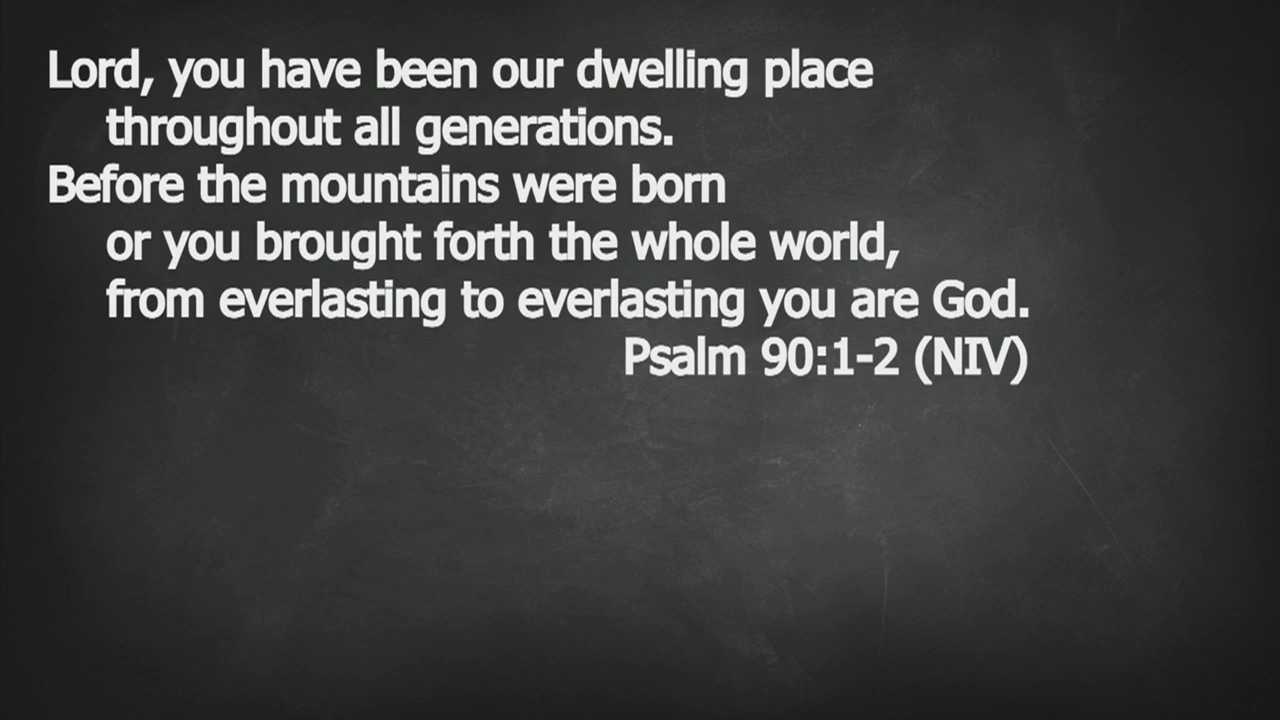 Lord, you have been our dwelling place
throughout all generations.
Before the mountains were born
or you brought forth the whole world,
from everlasting to everlasting you are God.
Psalm 90:1-2 (NIV)